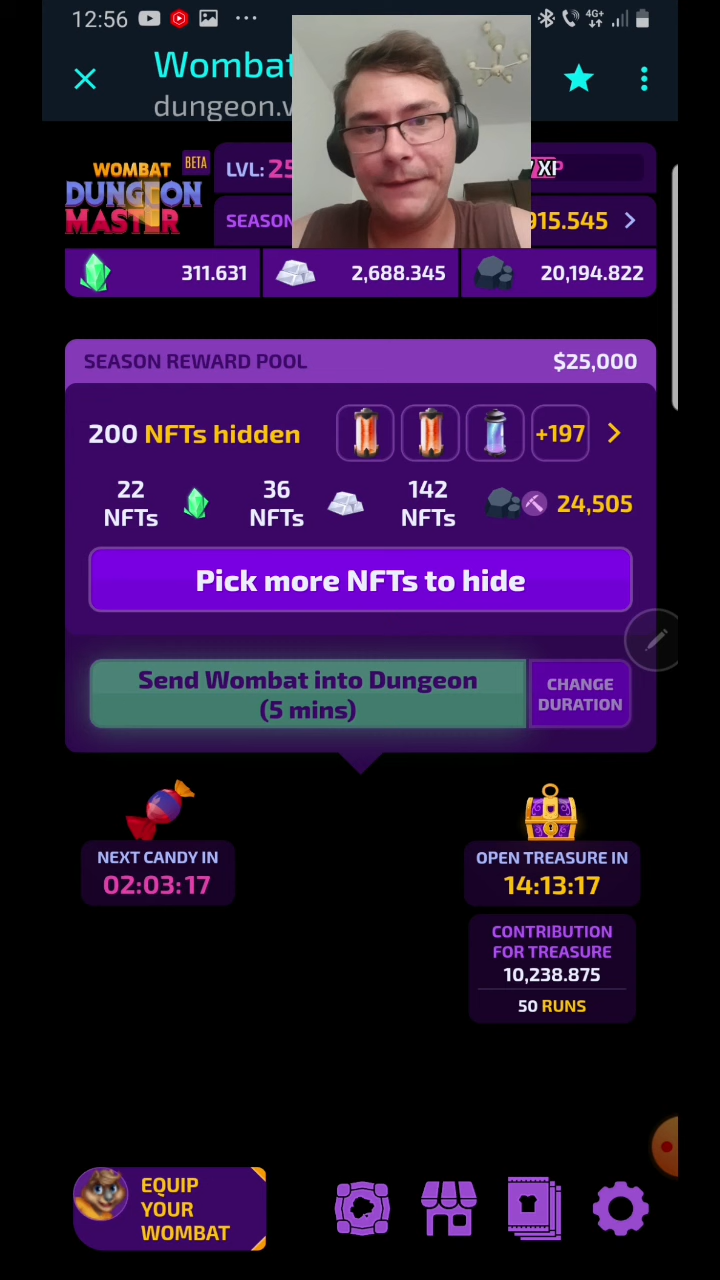 12:56
4G+
Wombat
dungeon.
WOMBAT
BETA
DUNGEON
MASTER
LVL: 25
XP
SEASON
915.545
311.631
2,688.345
20,194.822
SEASON REWARD POOL
$25,000
200 NFTs hidden
+197
22 NFTs
36 NFTs
142 NFTs
24,505
Pick more NFTs to hide
Send Wombat into Dungeon
(5 mins)
CHANGE
DURATION
NEXT CANDY IN
02:03:17
OPEN TREASURE IN
14:13:17
CONTRIBUTION
FOR TREASURE
10,238.875
50 RUNS
EQUIP
YOUR
WOMBAT